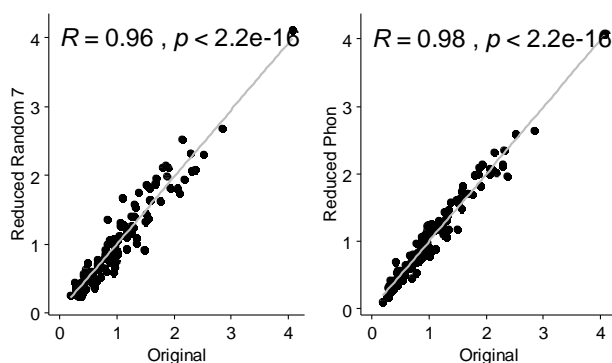 R = 0.96 , p < 2.2e-16
4
3
2
1
0
Reduced Random 7
0 1 2 3 4
Original
R = 0.98 , p < 2.2e-16
4
3
2
1
0
Reduced Phon
0 1 2 3 4
Original